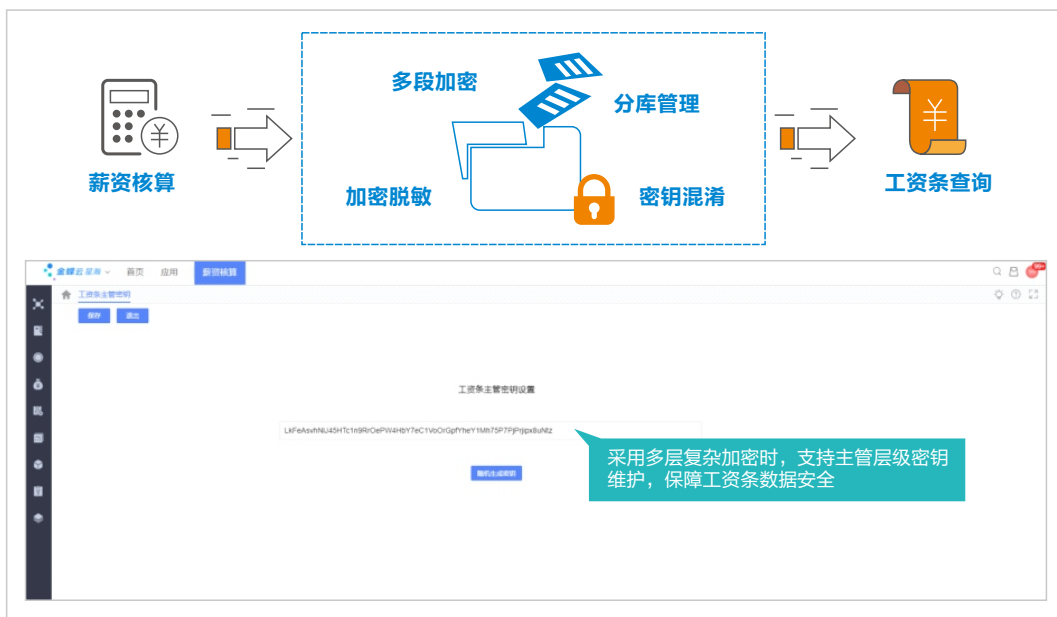 多段加密
分库管理
薪资核算
加密脱敏
密钥混淆
工资条查询
金蝶云星瀚
首页
应用
薪资核算
99+
工资条主管密钥
保存
退出
工资条主管密钥设置
随机生成密钥
采用多层复杂加密时，支持主管层级密钥
维护，保障工资条数据安全